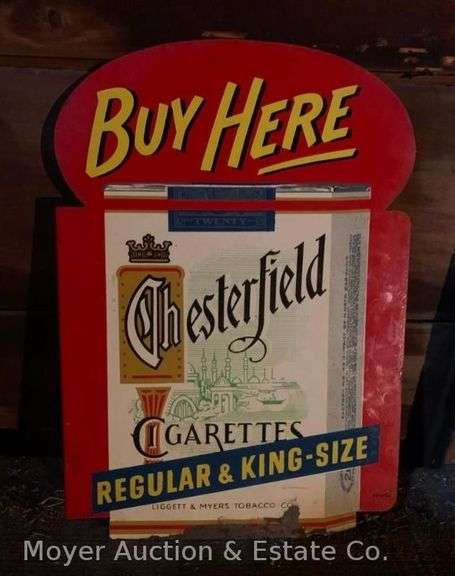 BUY HERE
TWENTY
Chesterfield
CIGARETTES
REGULAR & KING-SIZE
LIGGETT & MYERS TOBACCO CO.
Moyer Auction & Estate Co.